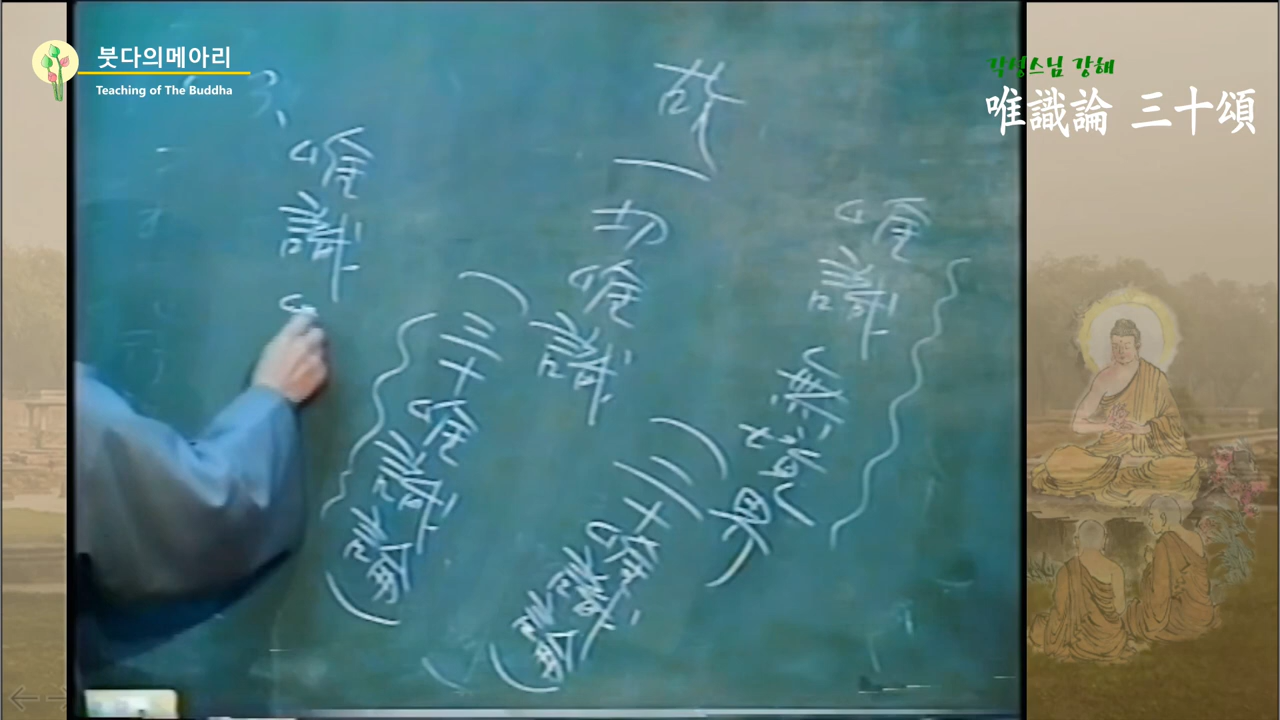 붓다의메아리
Teaching of The Buddha
각성스님 강해
唯識論 三十頌
唯識無境界
故一切唯識
(二十唯識論)
(三十唯識論)
唯識